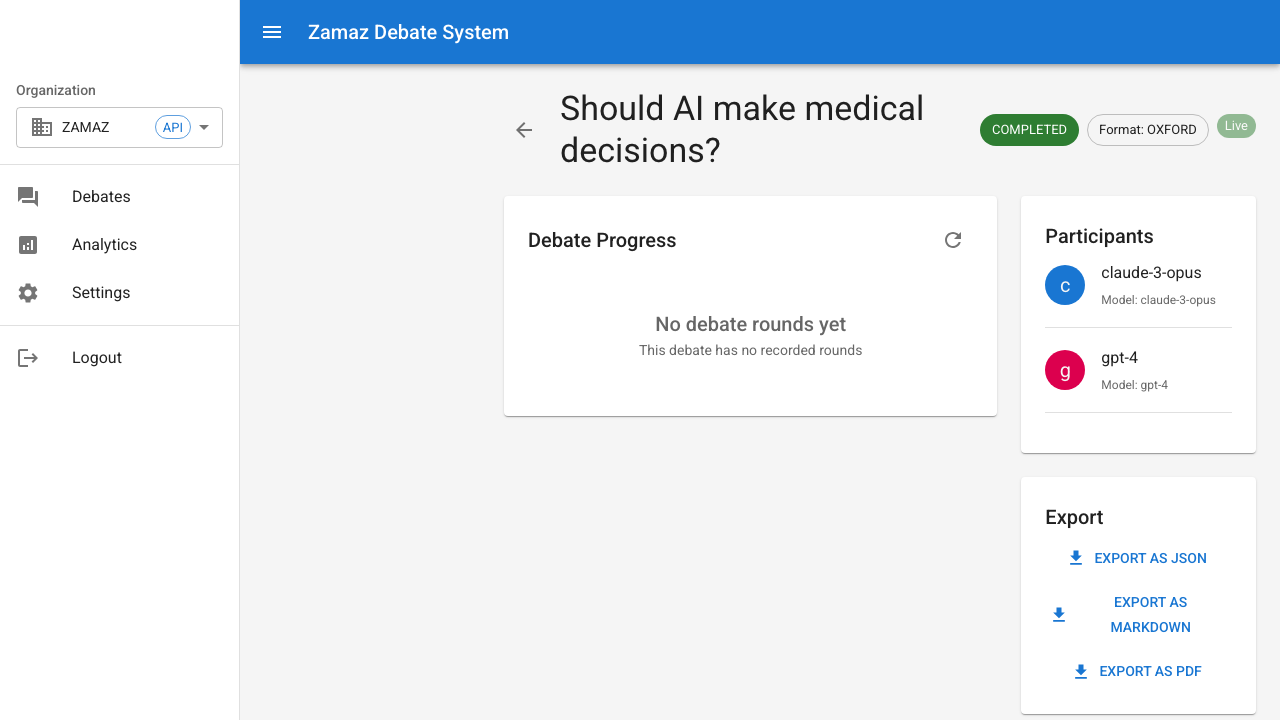 Zamaz Debate System
Organization
ZAMAZ
API
Debates
Analytics
Settings
Logout
Should AI make medical
decisions?
COMPLETED
Format: OXFORD
Live
Debate Progress
No debate rounds yet
This debate has no recorded rounds
Participants
c
claude-3-opus
Model: claude-3-opus
g
gpt-4
Model: gpt-4
Export
EXPORT AS JSON
EXPORT AS
MARKDOWN
EXPORT AS PDF